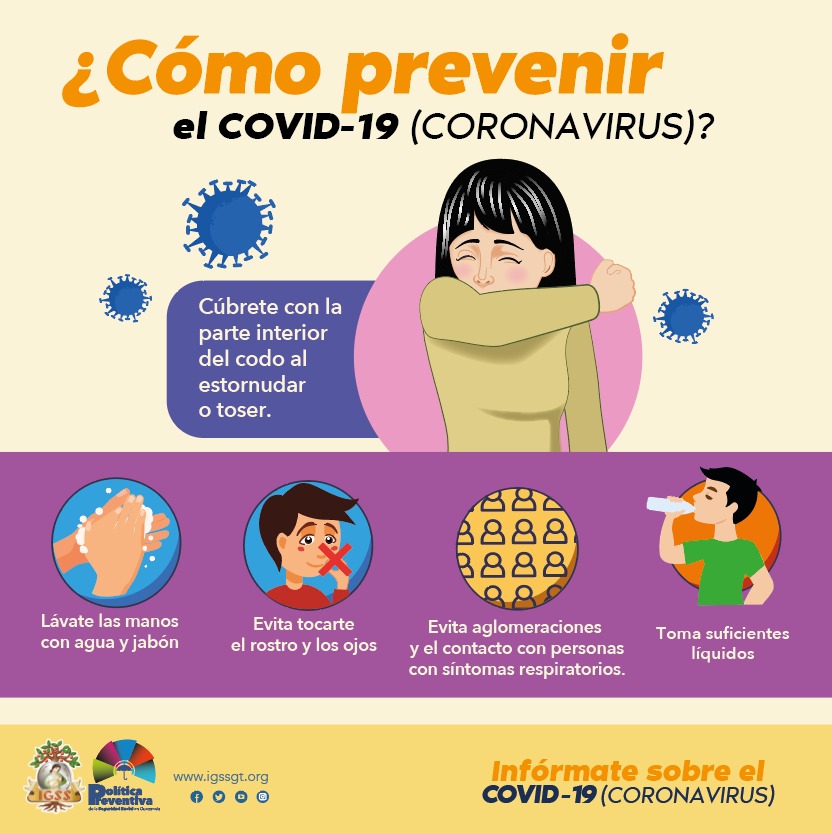 ¿Cómo prevenir
el COVID-19 (CORONAVIRUS)?
Cúbrete con la
parte interior
del codo al
estornudar
o toser.
Lávate las manos
con agua y jabón
Evita tocarte
el rostro y los ojos
Evita aglomeraciones
y el contacto con personas
con síntomas respiratorios.
Toma suficientes
líquidos
IGSS
Política
Preventiva
de la Seguridad Social en Guatemala
www.igssgt.org
Infórmate sobre el
COVID-19 (CORONAVIRUS)